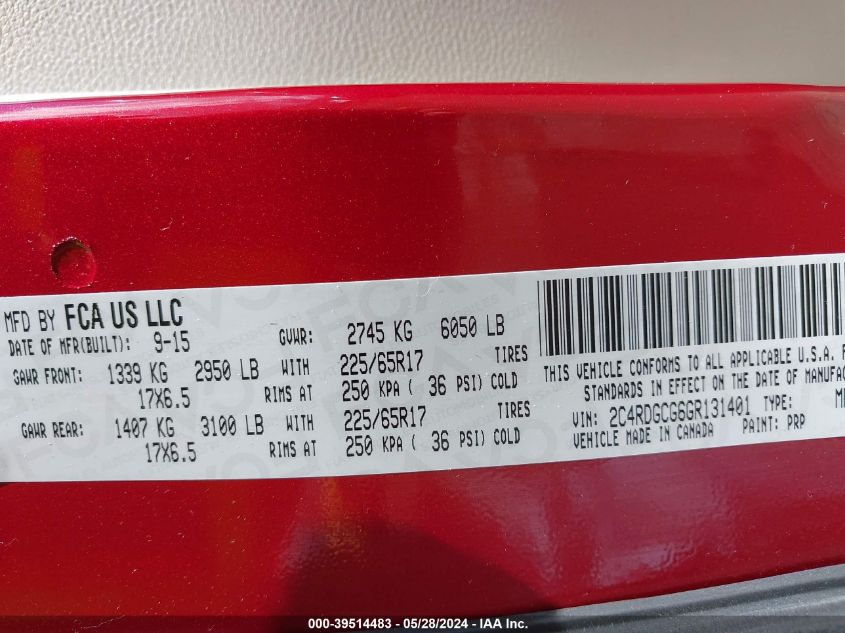 MFD BY FCA US LLC
DATE OF MFR(BUILT): 9-15 GVWR: 2745 KG 6050 LB
GAWR FRONT: 1339 KG 2950 LB WITH 225/65R17 TIRES
17X6.5 RIMS AT 250 KPA ( 36 PSI) COLD
GAWR REAR: 1407 KG 3100 LB WITH 225/65R17 TIRES
17X6.5 RIMS AT 250 KPA ( 36 PSI) COLD
THIS VEHICLE CONFORMS TO ALL APPLICABLE U.S.A.
STANDARDS IN EFFECT ON THE DATE OF
VIN: 2C4RDGCG6GR131401 TYPE:
VEHICLE MADE IN CANADA PAINT: PRP
000-39514483 - 05/28/2024 - IAA Inc.